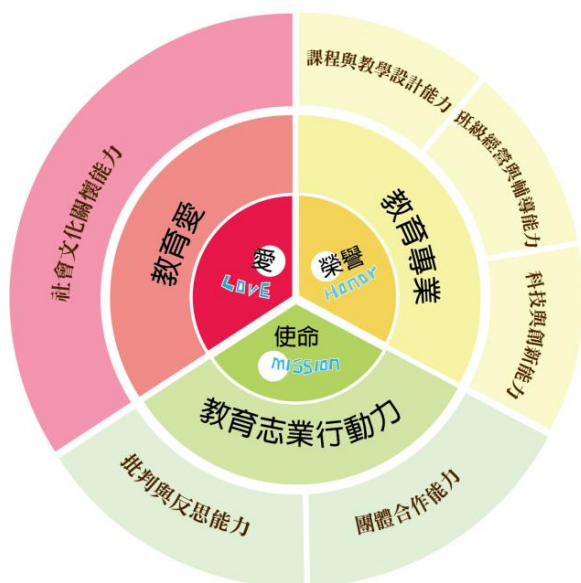 課程與教學設計能力
班級經營與輔導能力
科技與創新能力
社會文化關懷能力
教育愛
教育專業
愛
LOVE
榮譽
Honor
使命
mission
教育志業行動力
批判與反思能力
團體合作能力